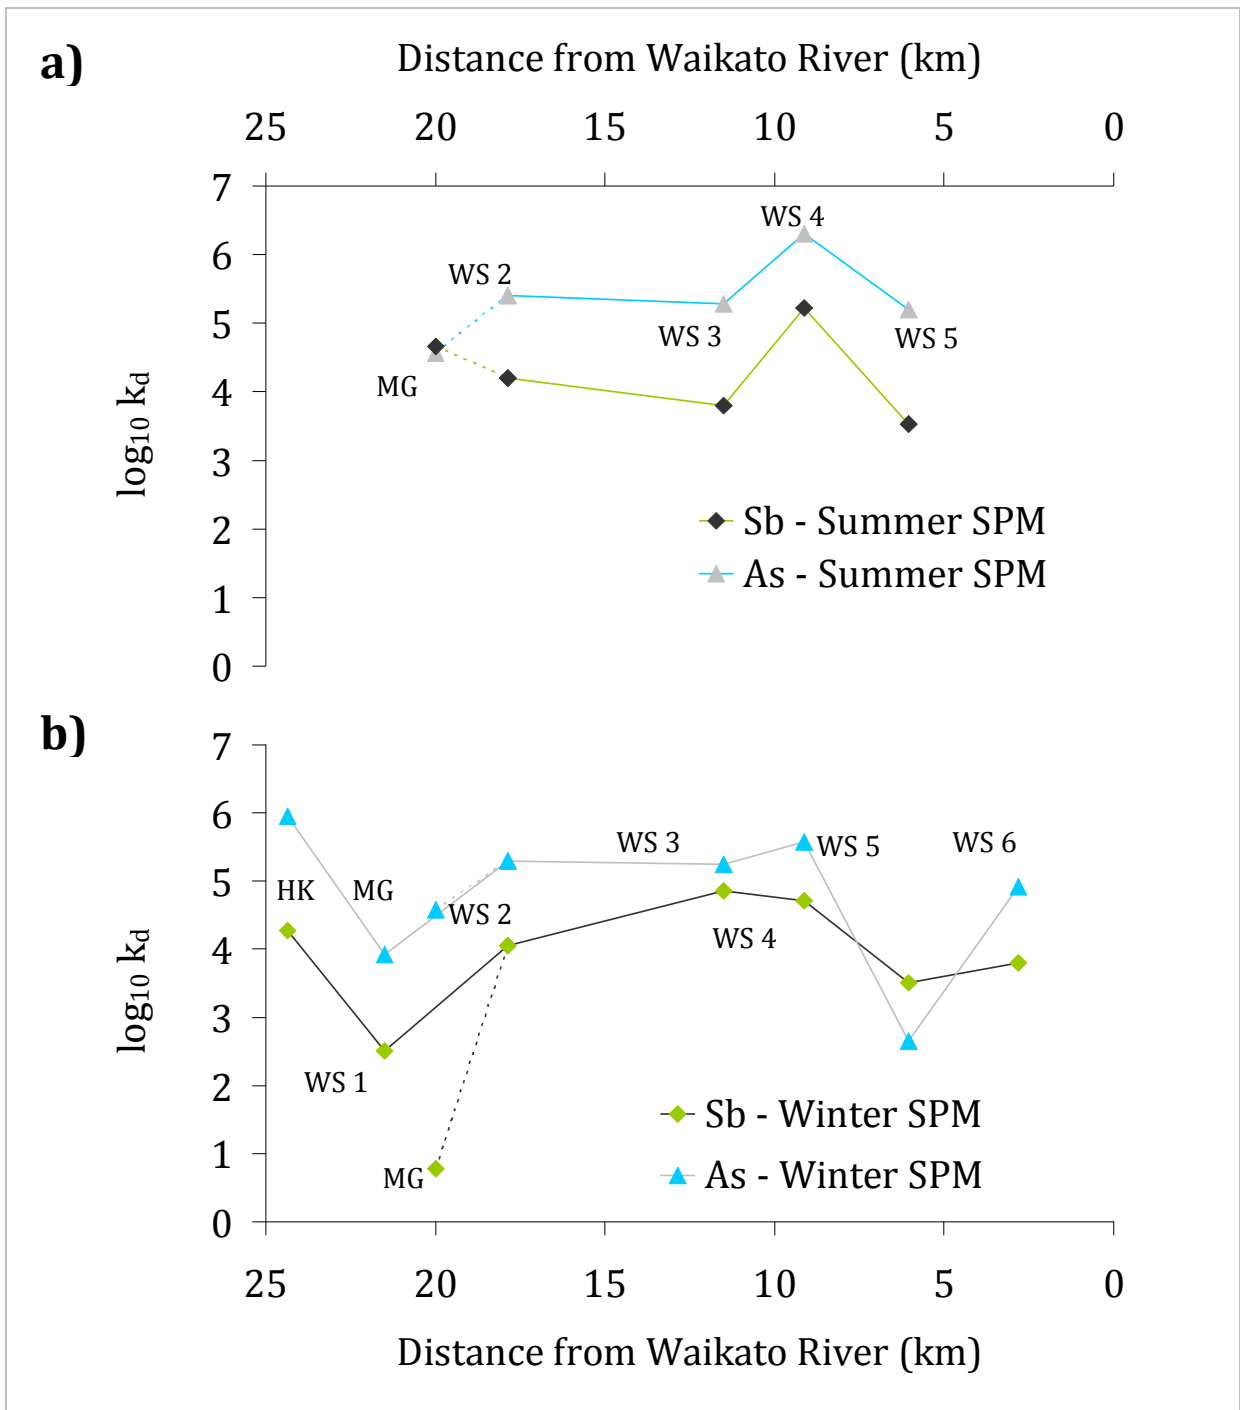 a)
Distance from Waikato River (km)
25 20 15 10 5 0
7
6
5
4
3
2
1
0
log10 kd
WS 4
WS 2
WS 3
WS 5
MG
Sb - Summer SPM
As - Summer SPM
b)
7
6
5
4
3
2
1
0
log10 kd
WS 3
WS 5
WS 6
HK
MG
WS 2
WS 4
WS 1
MG
Sb - Winter SPM
As - Winter SPM
25 20 15 10 5 0
Distance from Waikato River (km)